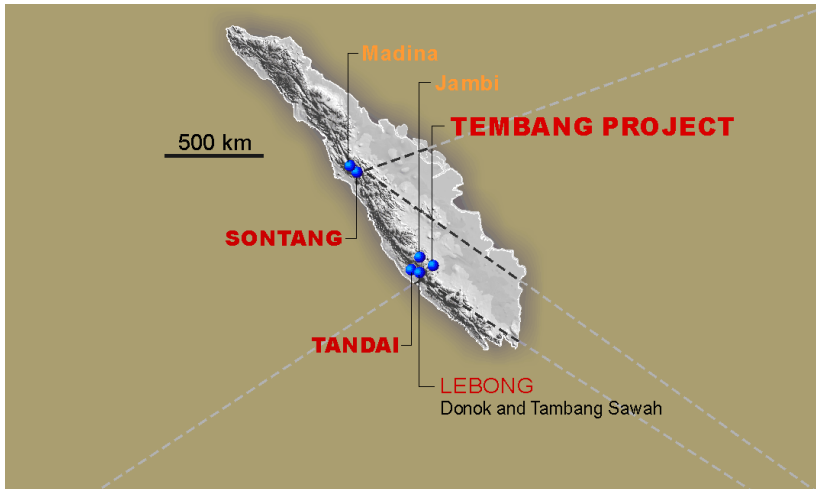 Madina
Jambi
TEMBANG PROJECT
500 km
SONTANG
TANDAI
LEBONG
Donok and Tambang Sawah